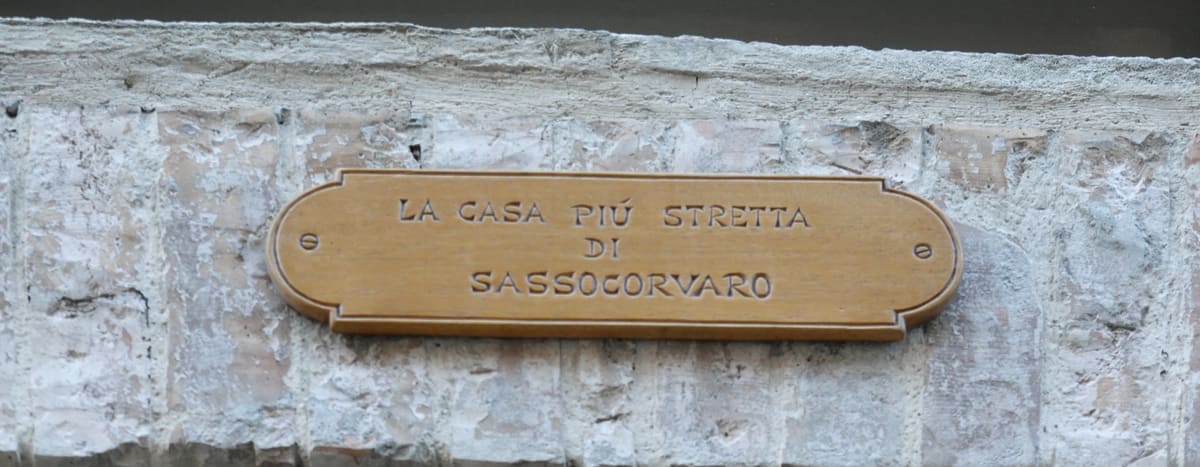 LA CASA PIÚ STRETTA
DI
SASSOCORVARO